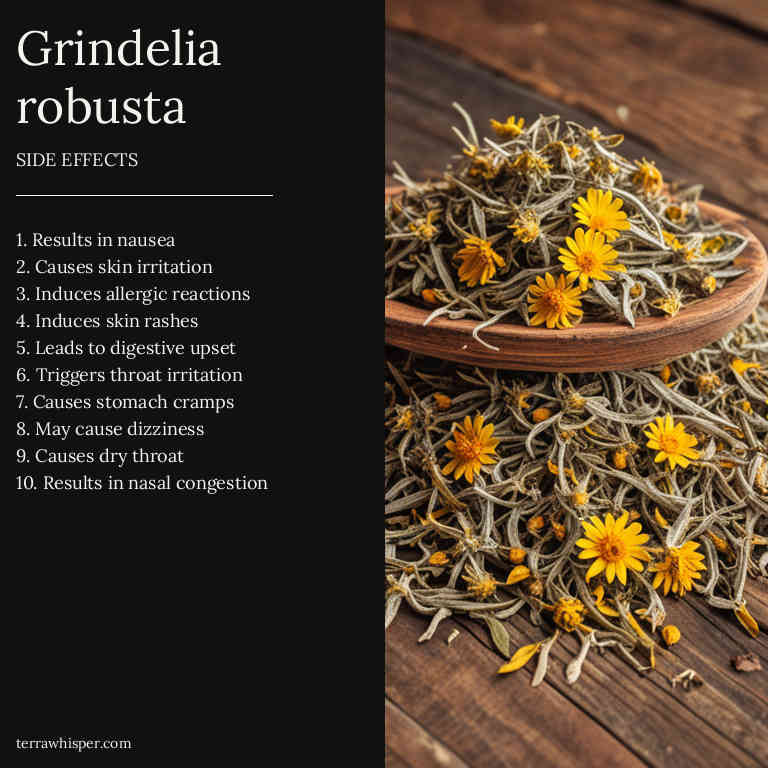 Grindelia
robusta
SIDE EFFECTS
1. Results in nausea
2. Causes skin irritation
3. Induces allergic reactions
4. Induces skin rashes
5. Leads to digestive upset
6. Triggers throat irritation
7. Causes stomach cramps
8. May cause dizziness
9. Causes dry throat
10. Results in nasal congestion
terrawhisper.com